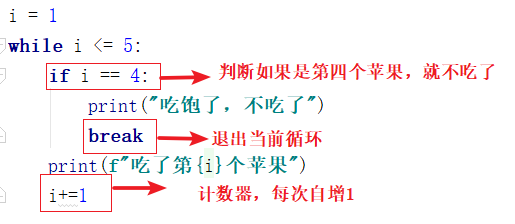 i = 1
while i <= 5:
if i == 4:
判断如果是第四个苹果，就不吃了
print("吃饱了，不吃了")
break
退出当前循环
print(f"吃了第{i}个苹果")
i+=1
计数器，每次自增1